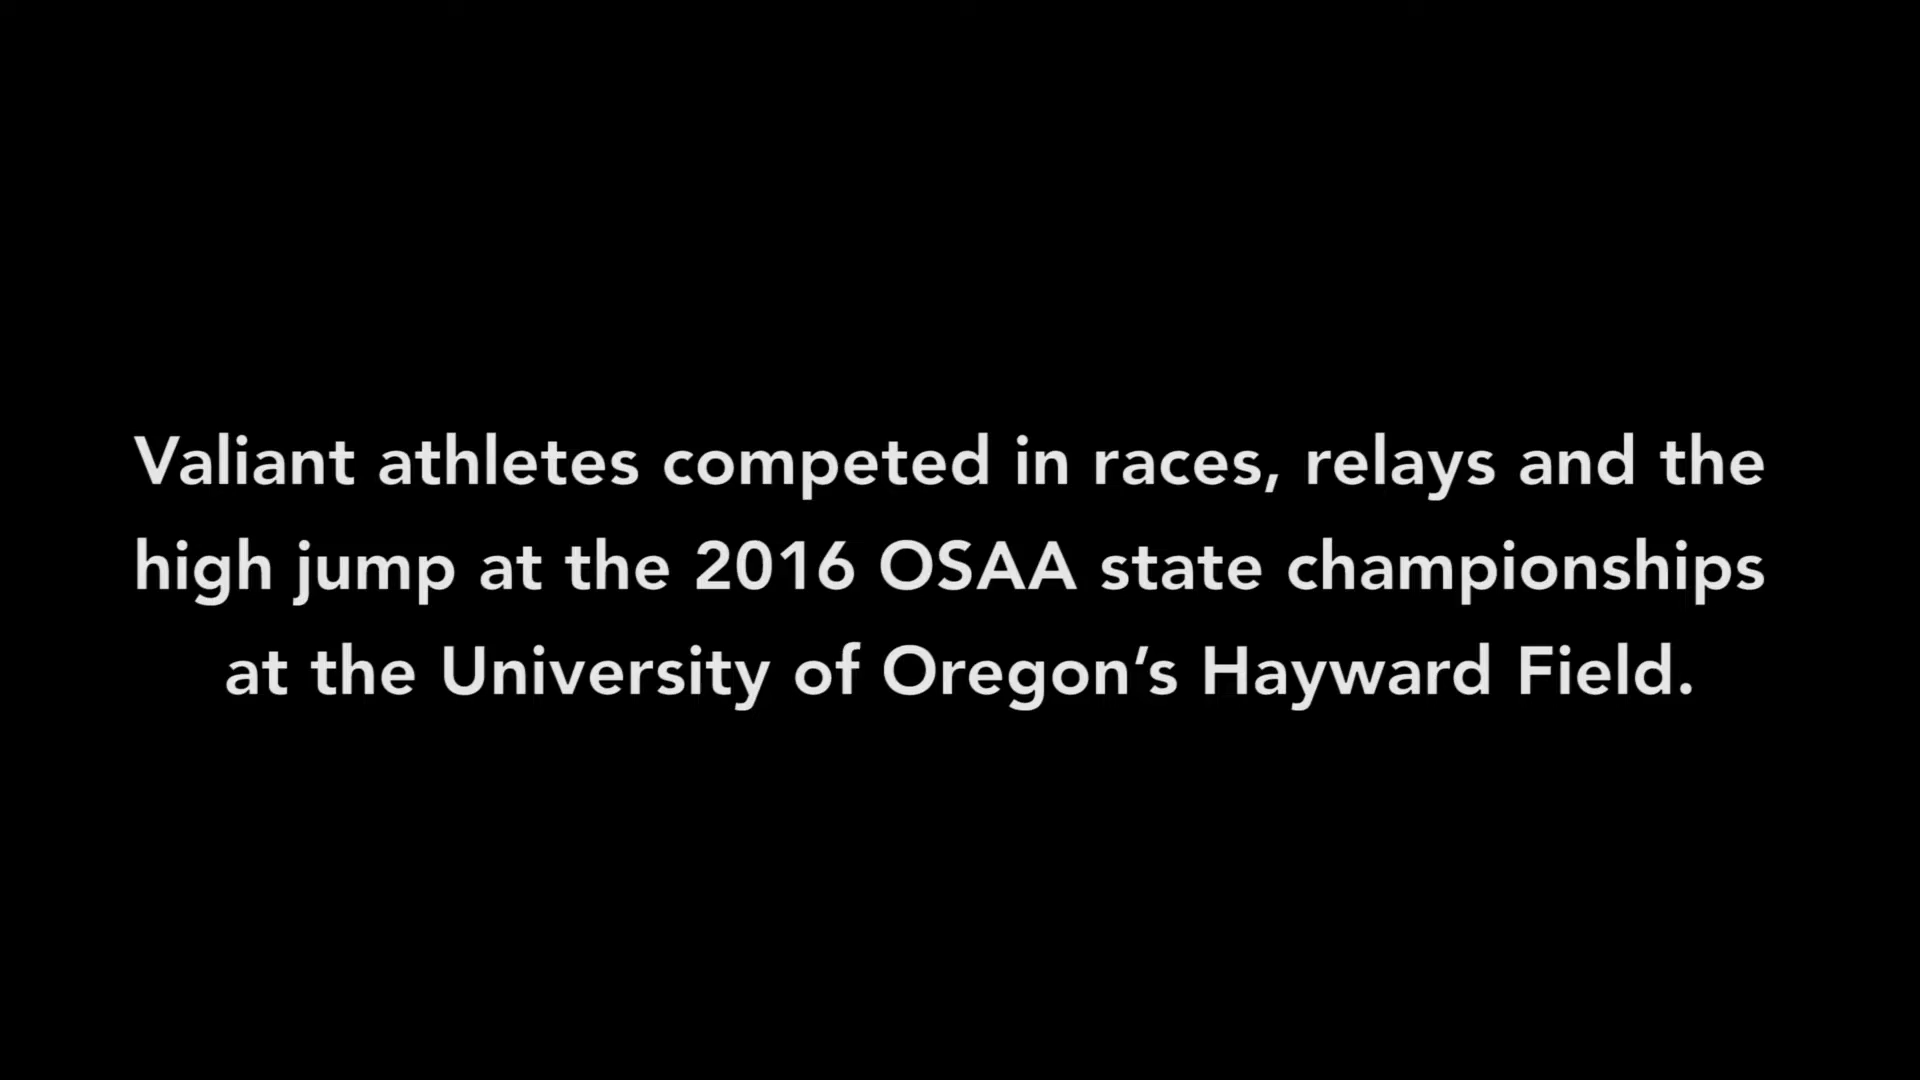 Valiant athletes competed in races, relays and the
high jump at the 2016 OSAA state championships
at the University of Oregon’s Hayward Field.